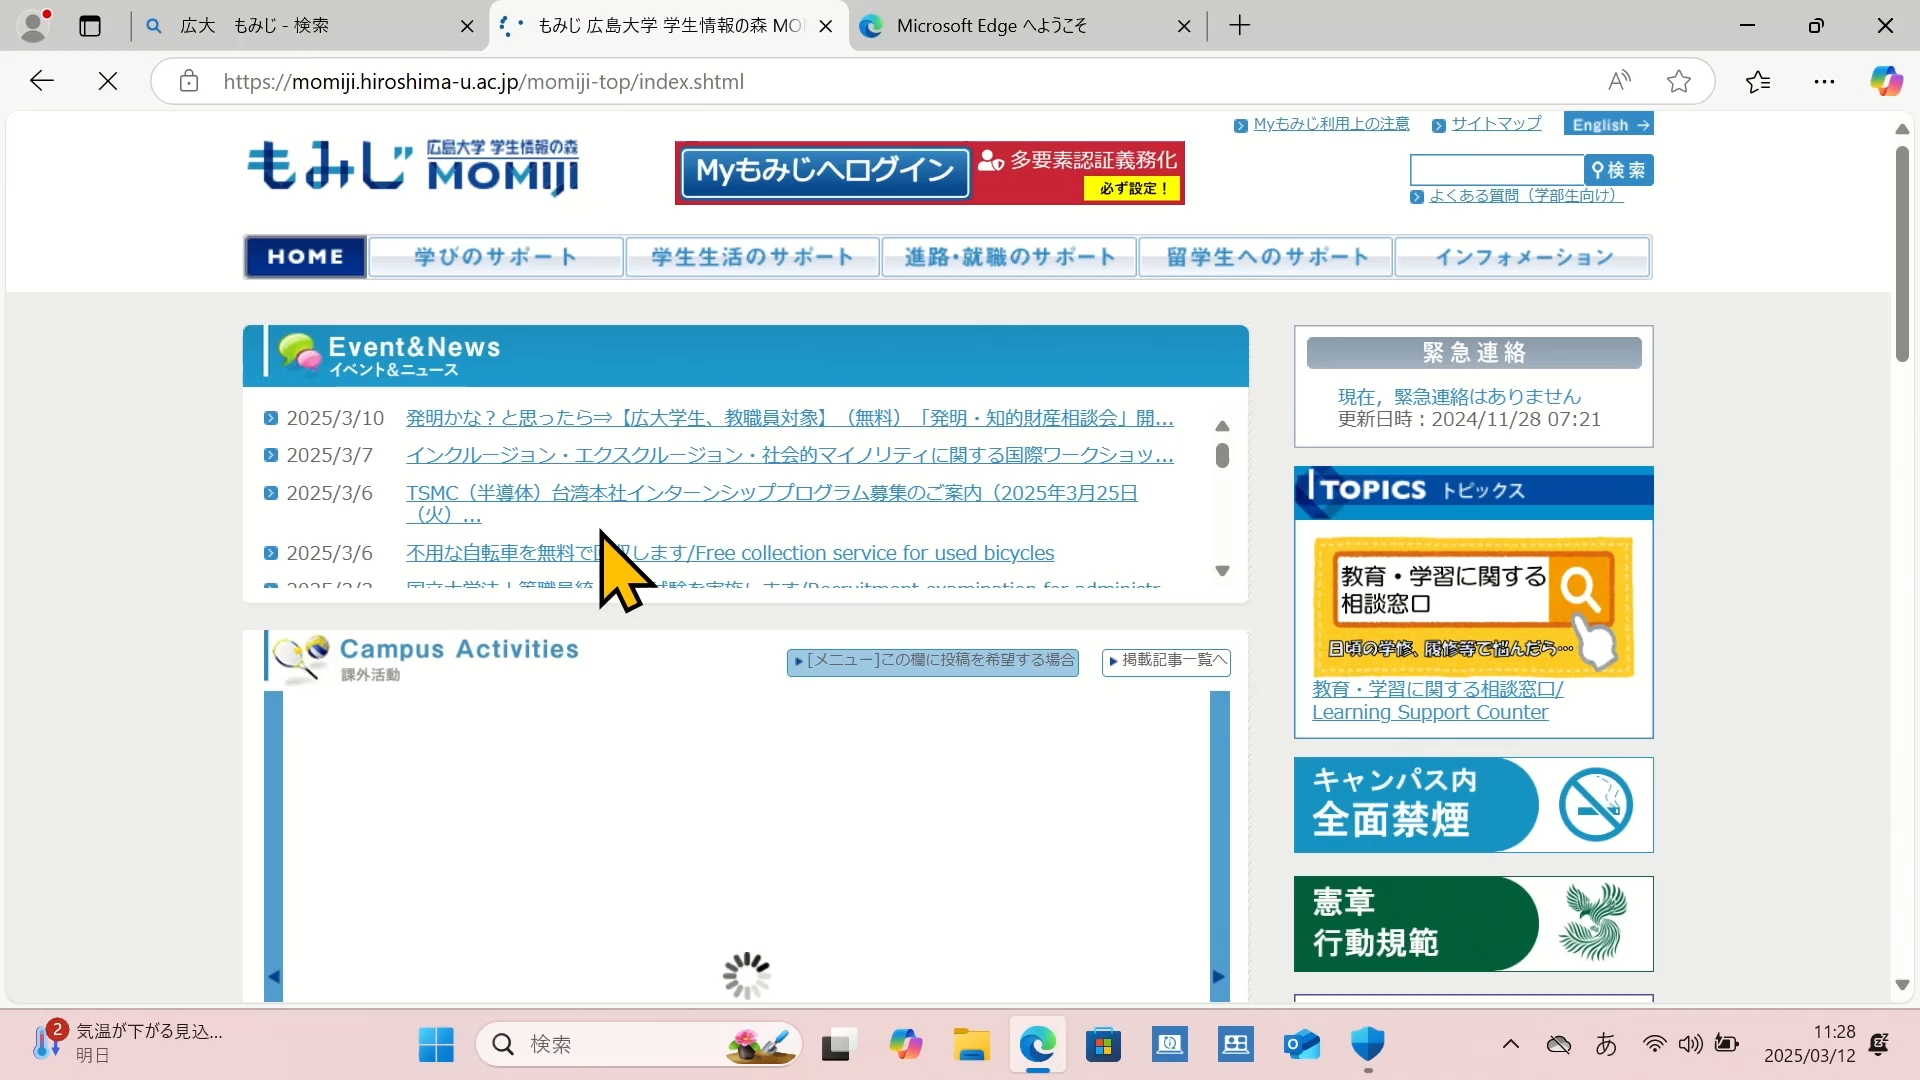 広大 もみじ - 検索
もみじ 広島大学 学生情報の森 MO
Microsoft Edge へようこそ
https://momiji.hiroshima-u.ac.jp/momiji-top/index.shtml
Myもみじ利用上の注意
サイトマップ
English →
もみじ 広島大学 学生情報の森 MOMIJI
Myもみじへログイン
多要素認証義務化
必ず設定！
検索
よくある質問（学部生向け）
HOME
学びのサポート
学生生活のサポート
進路・就職のサポート
留学生へのサポート
インフォメーション
Event&News
イベント&ニュース
2025/3/10 発明かな？と思ったら⇒【広大学生、教職員対象】（無料）「発明・知的財産相談会」開...
2025/3/7 インクルージョン・エクスクルージョン・社会的マイノリティに関する国際ワークショッ...
2025/3/6 TSMC（半導体）台湾本社インターンシッププログラム募集のご案内（2025年3月25日
（火）...
2025/3/6 不用な自転車を無料で回収します/Free collection service for used bicycles
緊急連絡
現在，緊急連絡はありません
更新日時：2024/11/28 07:21
TOPICS トピックス
教育・学習に関する
相談窓口
日頃の学修、履修等で悩んだら…
教育・学習に関する相談窓口/
Learning Support Counter
Campus Activities
課外活動
[メニュー]この欄に投稿を希望する場合
掲載記事一覧へ
キャンパス内
全面禁煙
憲章
行動規範
2
気温が下がる見込...
明日
検索
あ
11:28
2025/03/12